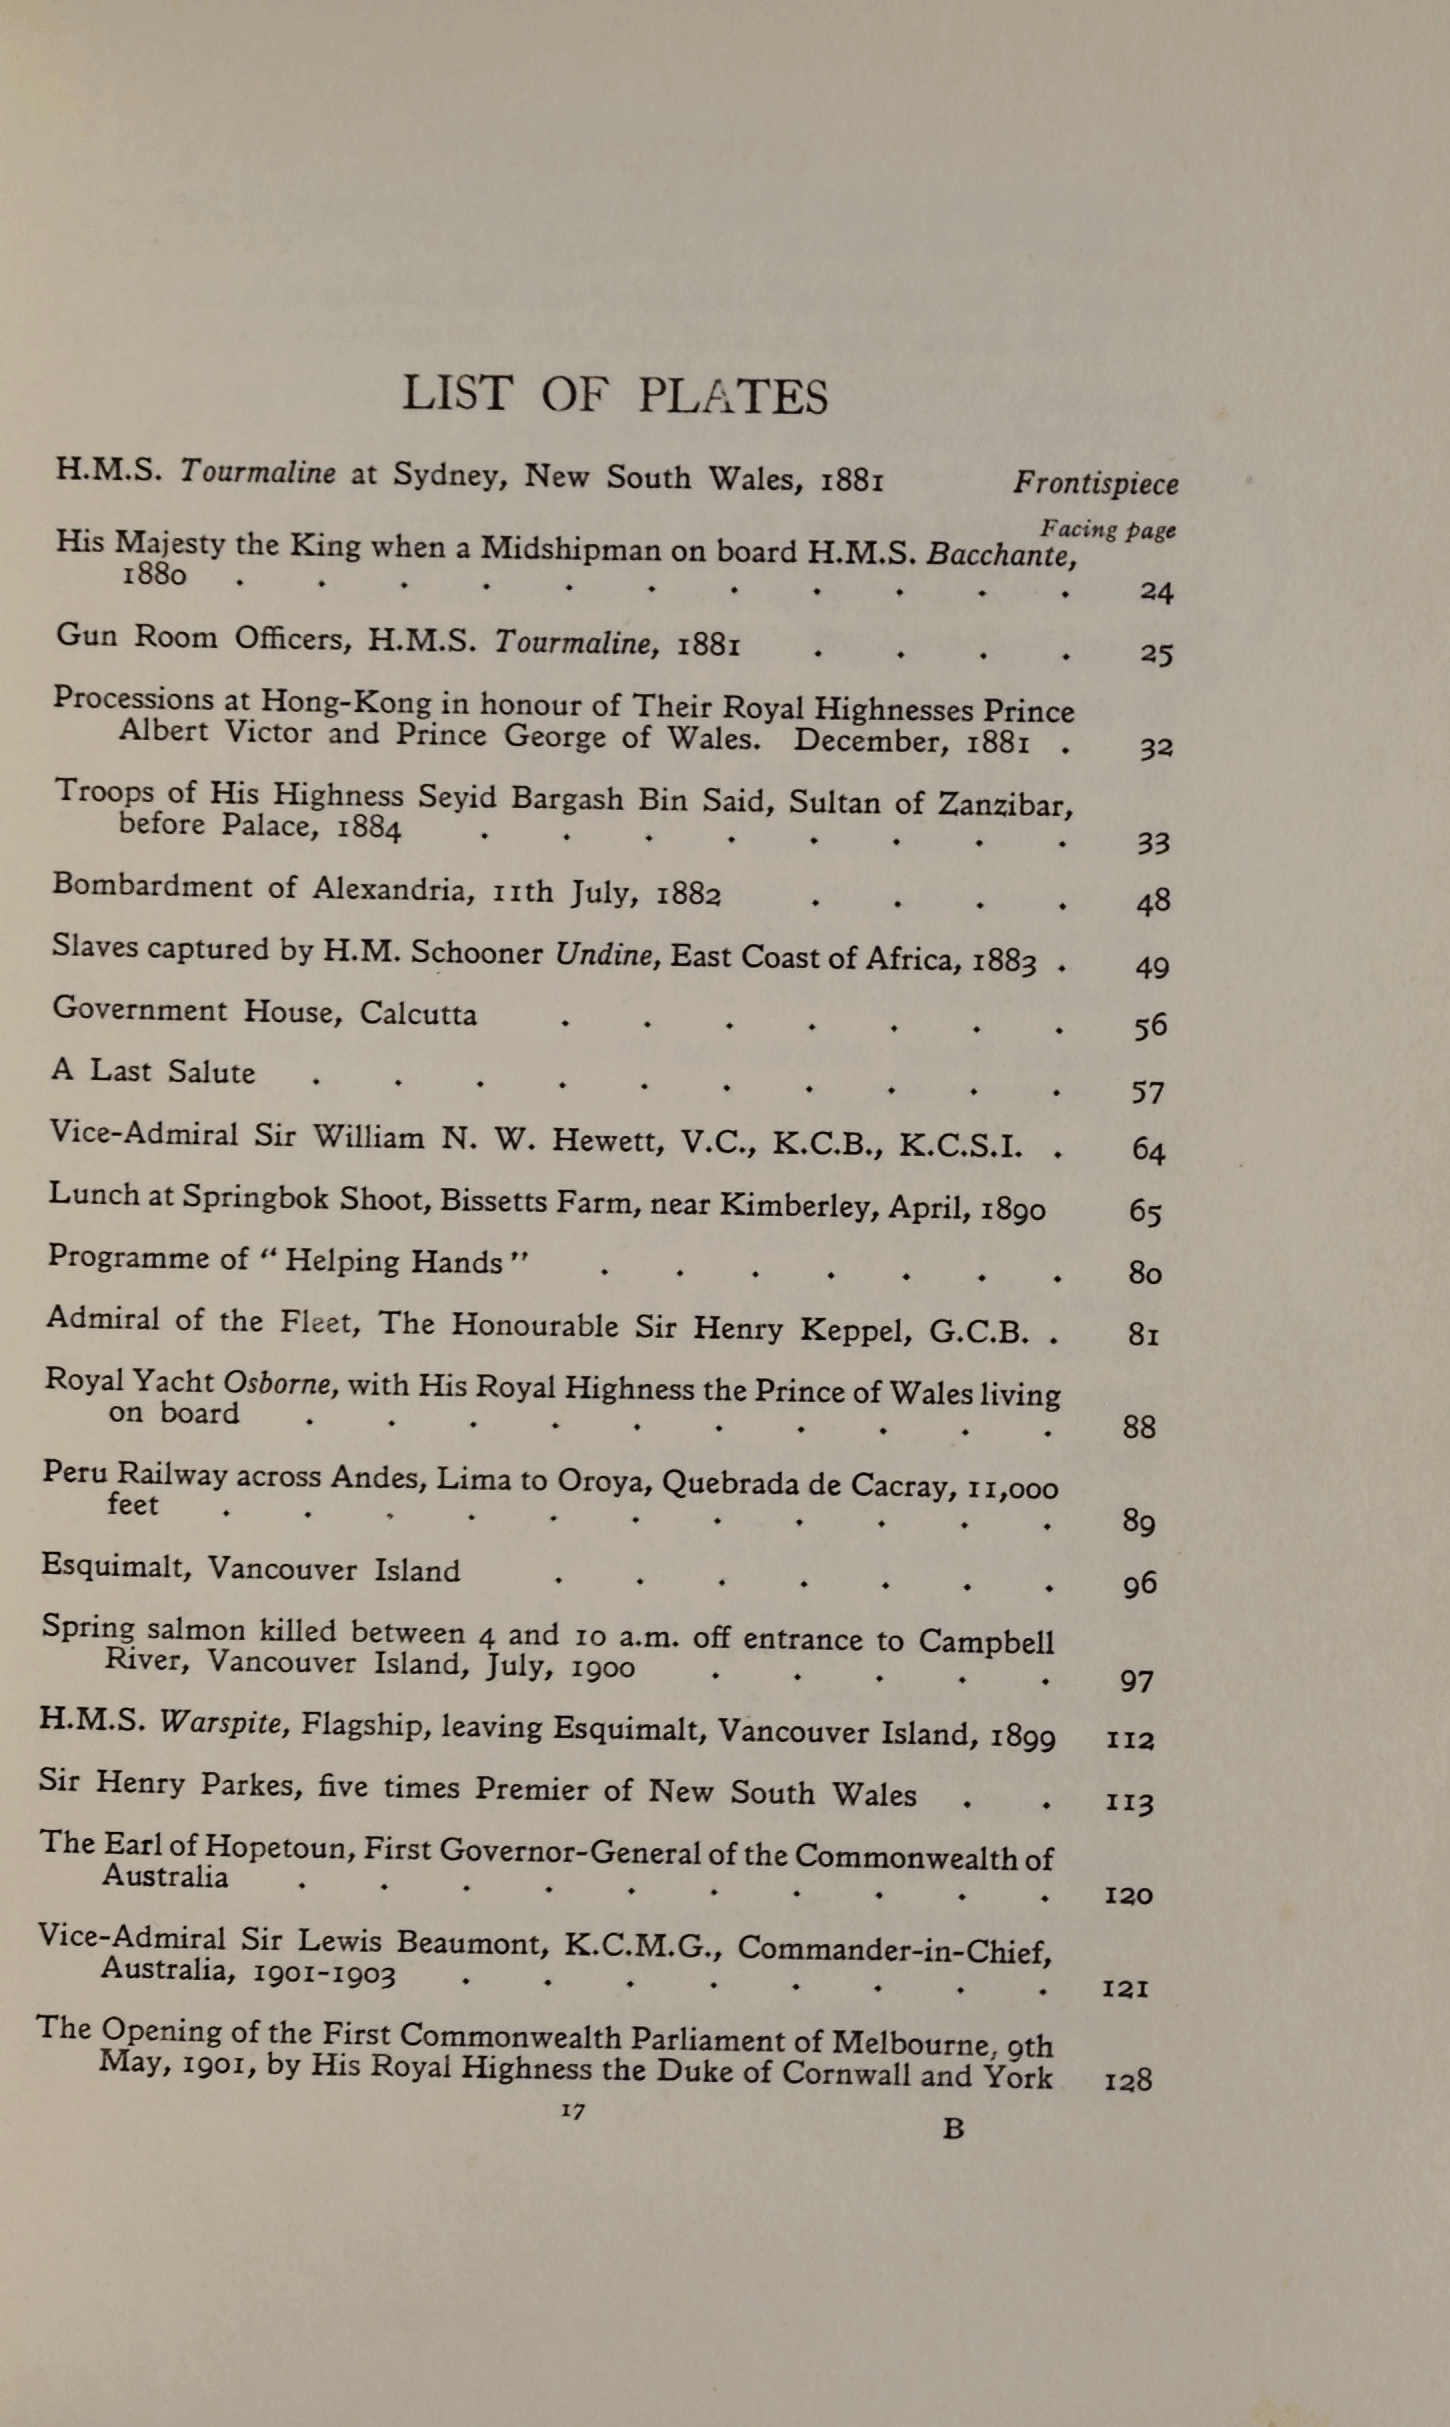 LIST OF PLATES
H.M.S. Tourmaline at Sydney, New South Wales, 1881 Frontispiece
Facing page
His Majesty the King when a Midshipman on board H.M.S. Bacchante,
1880 . . . . . . . . . . . 24
Gun Room Officers, H.M.S. Tourmaline, 1881 . . . . 25
Processions at Hong-Kong in honour of Their Royal Highnesses Prince
Albert Victor and Prince George of Wales. December, 1881 . 32
Troops of His Highness Seyid Bargash Bin Said, Sultan of Zanzibar,
before Palace, 1884 . . . . . . . . 33
Bombardment of Alexandria, 11th July, 1882 . . . . 48
Slaves captured by H.M. Schooner Undine, East Coast of Africa, 1883 . 49
Government House, Calcutta . . . . . . . 56
A Last Salute . . . . . . . . . . 57
Vice-Admiral Sir William N. W. Hewett, V.C., K.C.B., K.C.S.I. . 64
Lunch at Springbok Shoot, Bissetts Farm, near Kimberley, April, 1890 65
Programme of “ Helping Hands ” . . . . . . . 80
Admiral of the Fleet, The Honourable Sir Henry Keppel, G.C.B. . 81
Royal Yacht Osborne, with His Royal Highness the Prince of Wales living
on board . . . . . . . . . . 88
Peru Railway across Andes, Lima to Oroya, Quebrada de Cacray, 11,000
feet . . . . . . . . . . . 89
Esquimalt, Vancouver Island . . . . . . . 96
Spring salmon killed between 4 and 10 a.m. off entrance to Campbell
River, Vancouver Island, July, 1900 . . . . . 97
H.M.S. Warspite, Flagship, leaving Esquimalt, Vancouver Island, 1899 112
Sir Henry Parkes, five times Premier of New South Wales . . 113
The Earl of Hopetoun, First Governor-General of the Commonwealth of
Australia . . . . . . . . . . 120
Vice-Admiral Sir Lewis Beaumont, K.C.M.G., Commander-in-Chief,
Australia, 1901-1903 . . . . . . . . 121
The Opening of the First Commonwealth Parliament of Melbourne, 9th
May, 1901, by His Royal Highness the Duke of Cornwall and York 128
17 B